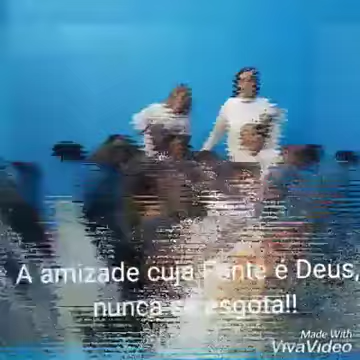 A amizade cuja Fonte é Deus,
nunca se esgota!!
Made With
VivaVideo